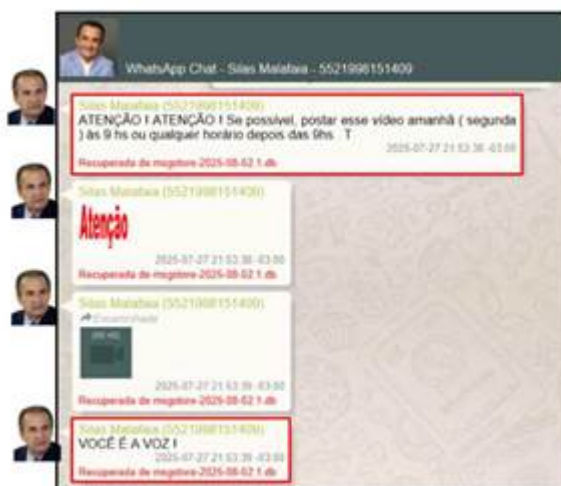 WhatsApp Chat - Silas Malafaia - 5521998151409
Silas Malafaia (5521998151409)
ATENÇÃO ! ATENÇÃO ! Se possível, postar esse vídeo amanhã ( segunda
) às 9 hs ou qualquer horário depois das 9hs T
2025-07-27 21:53:38 -03:00
Recuperada de msgstore-2025-08-02.1.db
Silas Malafaia (5521998151409)
Atenção
2025-07-27 21:53:38 -03:00
Recuperada de msgstore-2025-08-02.1.db
Silas Malafaia (5521998151409)
Encaminhada
2025-07-27 21:53:39 -03:00
Recuperada de msgstore-2025-08-02.1.db
Silas Malafaia (5521998151409)
VOCÊ É A VOZ !
2025-07-27 21:53:39 -03:00
Recuperada de msgstore-2025-08-02.1.db